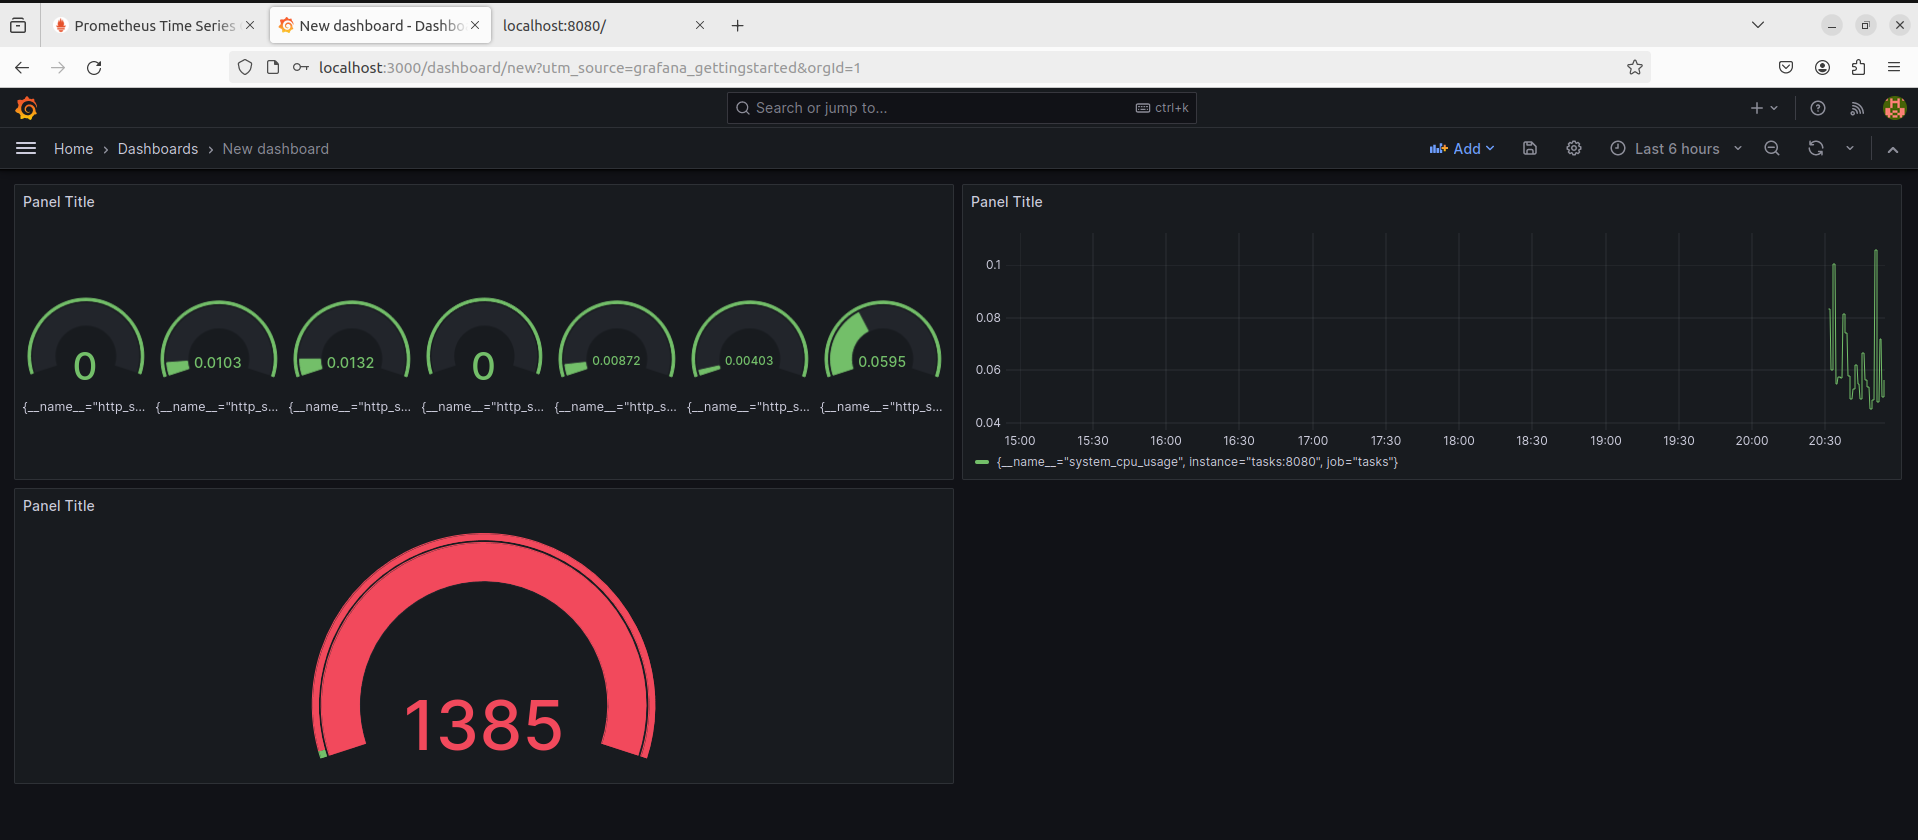 Prometheus Time Series
New dashboard - Dashbo
localhost:8080/
localhost:3000/dashboard/new?utm_source=grafana_gettingstarted&orgId=1
Search or jump to...
ctrl+k
Home › Dashboards › New dashboard
Add
Last 6 hours
Panel Title
0
0.0103
0.0132
0
0.00872
0.00403
0.0595
{__name__="http_s...
{__name__="http_s...
{__name__="http_s...
{__name__="http_s...
{__name__="http_s...
{__name__="http_s...
{__name__="http_s...
Panel Title
0.1
0.08
0.06
0.04
15:00 15:30 16:00 16:30 17:00 17:30 18:00 18:30 19:00 19:30 20:00 20:30
{__name__="system_cpu_usage", instance="tasks:8080", job="tasks"}
Panel Title
1385